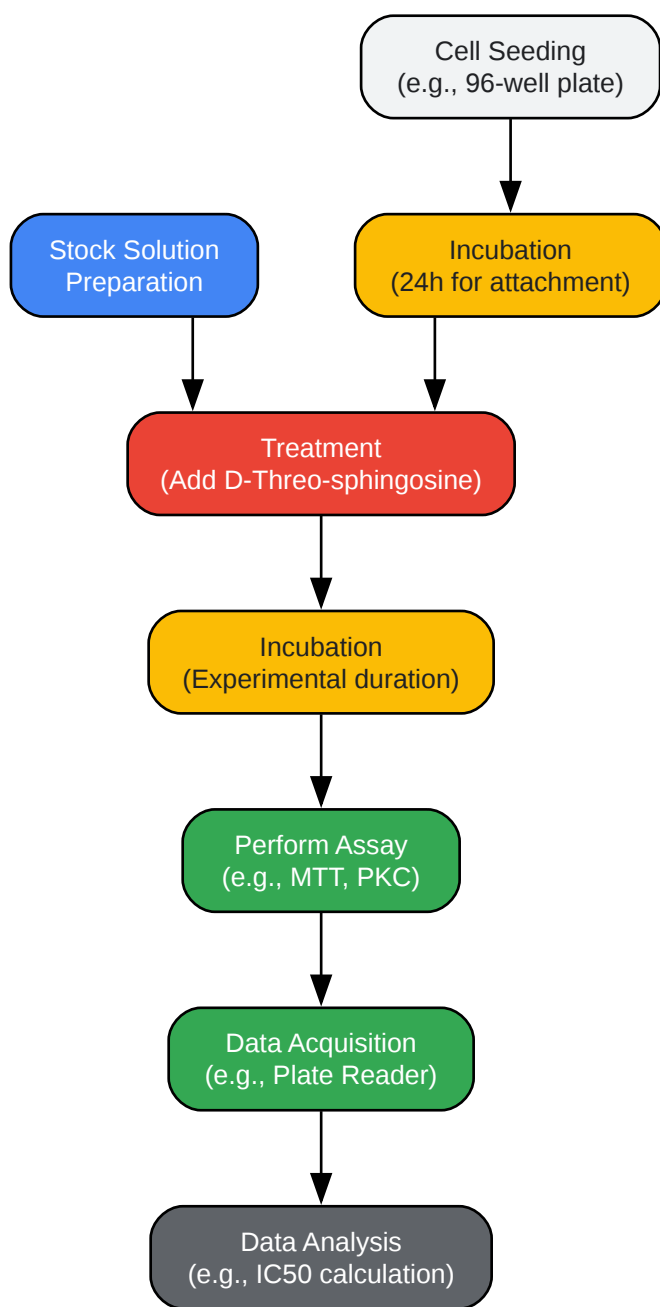 Cell Seeding
(e.g., 96-well plate)
Stock Solution
Preparation
Incubation
(24h for attachment)
Treatment
(Add D-Threo-sphingosine)
Incubation
(Experimental duration)
Perform Assay
(e.g., MTT, PKC)
Data Acquisition
(e.g., Plate Reader)
Data Analysis
(e.g., IC50 calculation)